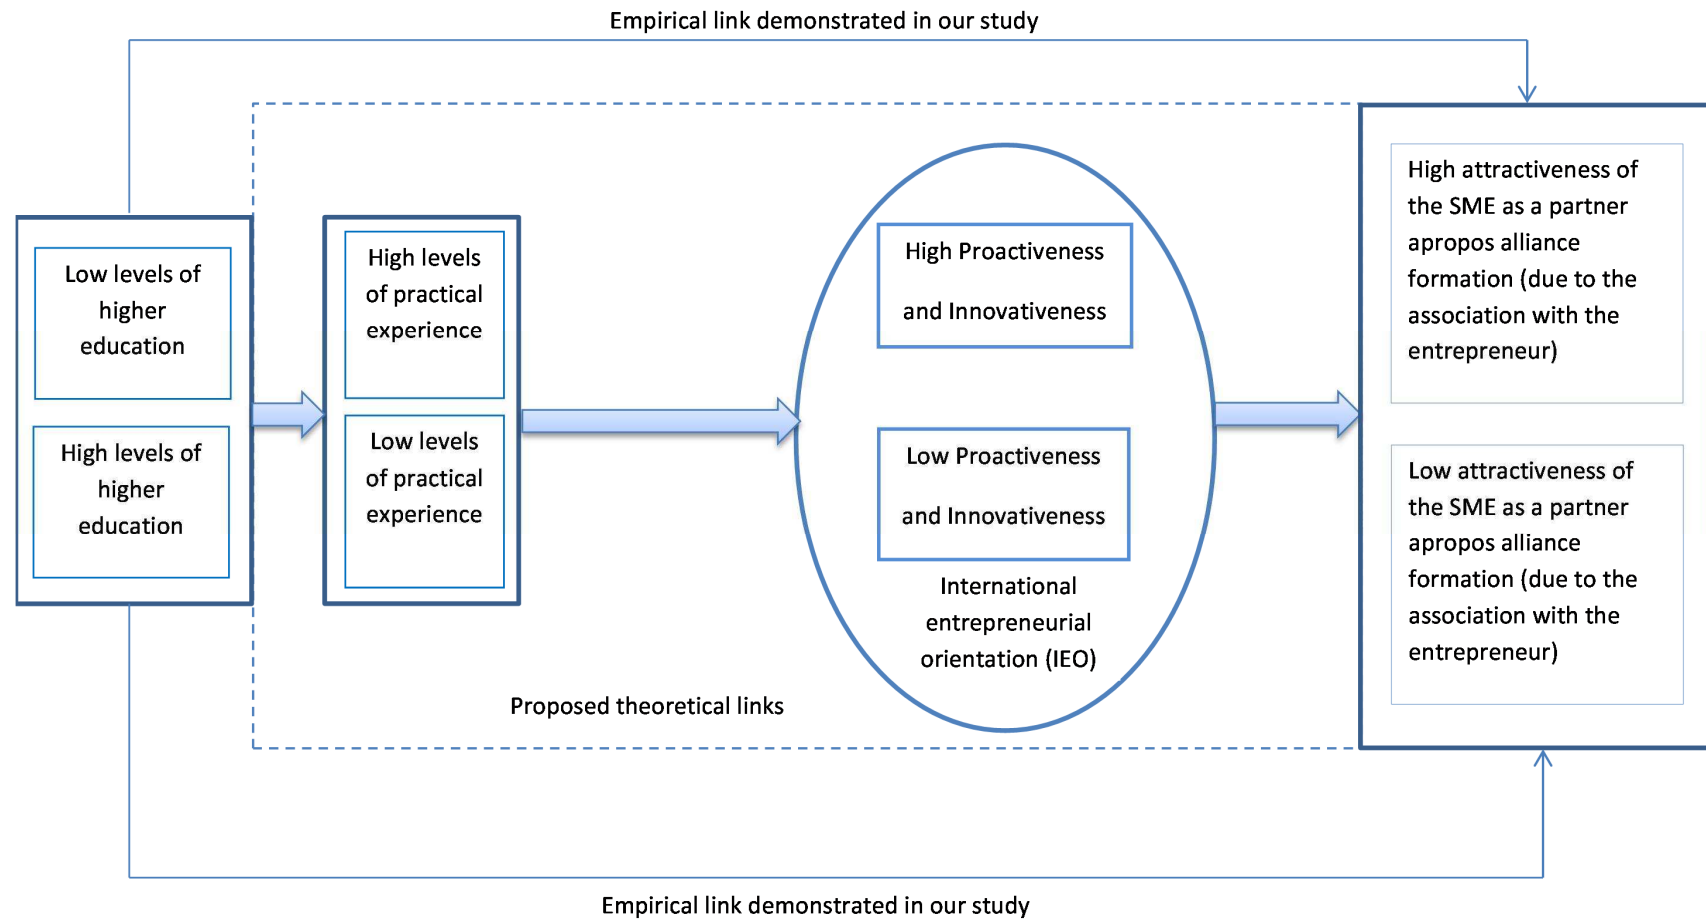 Empirical link demonstrated in our study
Low levels of
higher
education
High levels of
higher
education
High levels
of practical
experience
Low levels
of practical
experience
High Proactiveness
and Innovativeness
Low Proactiveness
and Innovativeness
International
entrepreneurial
orientation (IEO)
Proposed theoretical links
High attractiveness of
the SME as a partner
apropos alliance
formation (due to the
association with the
entrepreneur)
Low attractiveness of
the SME as a partner
apropos alliance
formation (due to the
association with the
entrepreneur)
Empirical link demonstrated in our study